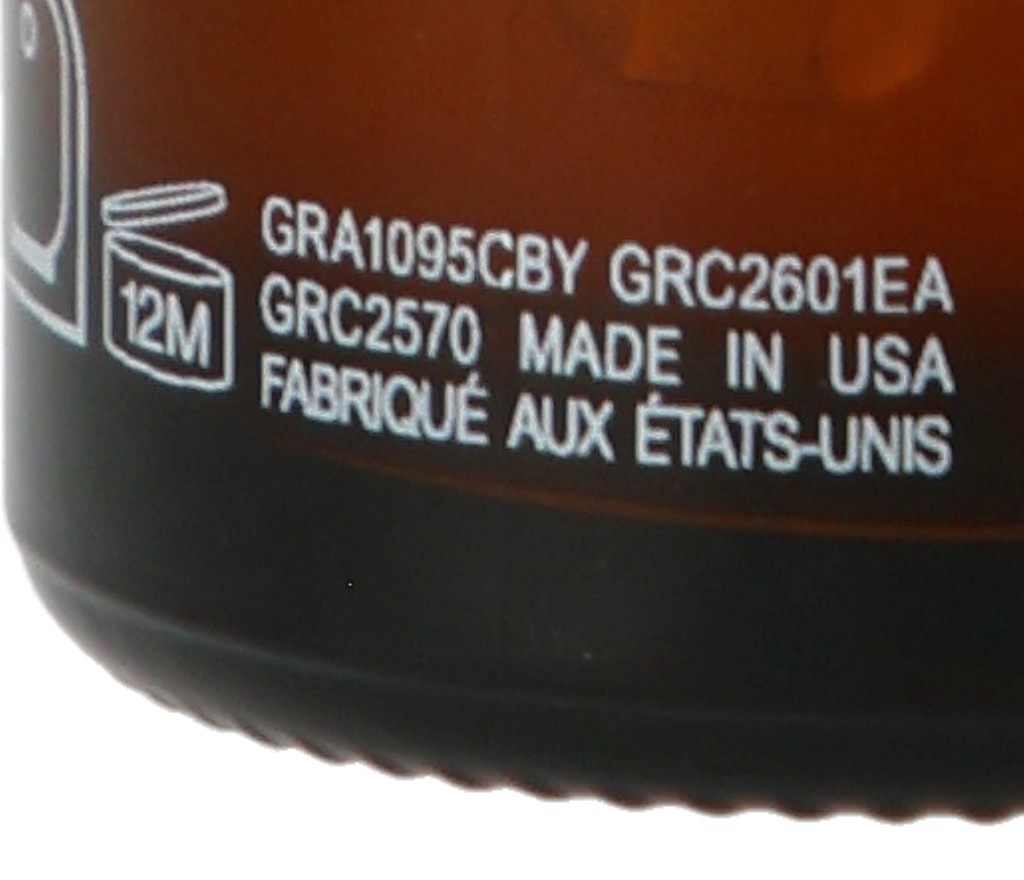 12M
GRA1095CBY GRC2601EA
GRC2570 MADE IN USA
FABRIQUÉ AUX ÉTATS-UNIS